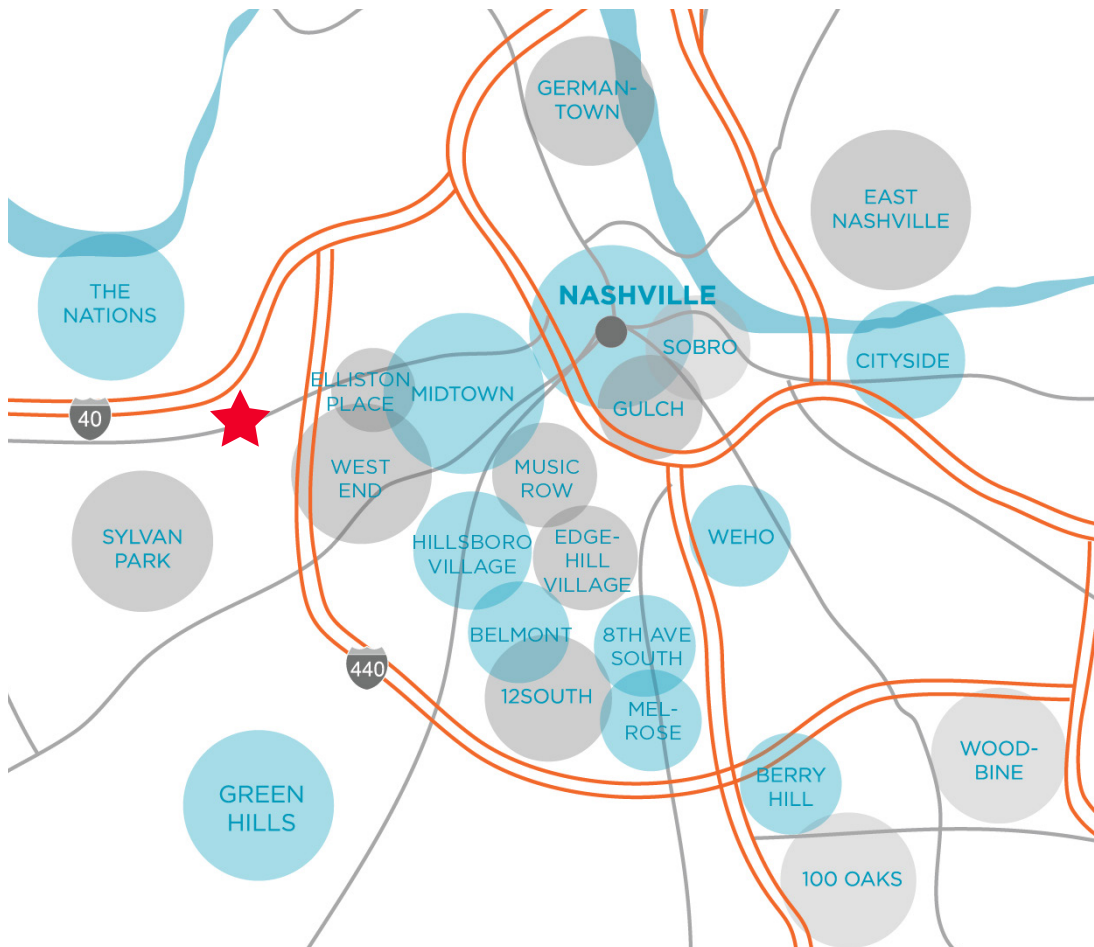 GERMAN-
TOWN
EAST
NASHVILLE
THE
NATIONS
NASHVILLE
SOBRO
CITYSIDE
ELLISTON
PLACE
MIDTOWN
GULCH
40
WEST
END
MUSIC
ROW
SYLVAN
PARK
HILLSBORO
VILLAGE
EDGE-
HILL
VILLAGE
WEHO
BELMONT
8TH AVE
SOUTH
440
12SOUTH
MEL-
ROSE
WOOD-
BINE
BERRY
HILL
GREEN
HILLS
100 OAKS